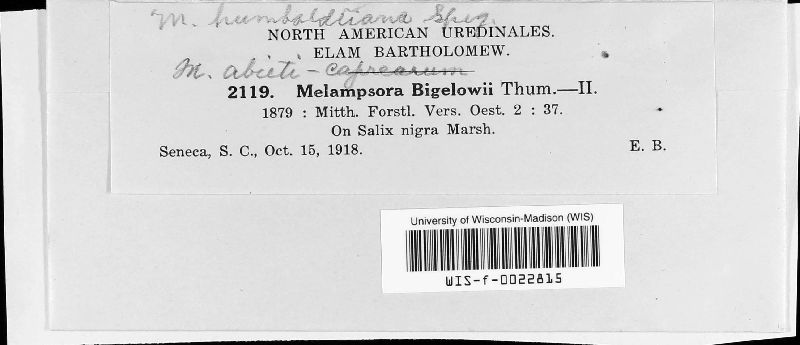 M. humboldtiana Speg.
NORTH AMERICAN UREDINALES.
ELAM BARTHOLOMEW.
M. abieti-caprearum
2119. Melampsora Bigelowii Thum.—II.
1879 : Mitth. Forstl. Vers. Oest. 2 : 37.
On Salix nigra Marsh.
Seneca, S. C., Oct. 15, 1918. E. B.
University of Wisconsin-Madison (WIS)
WIS-f-0022815